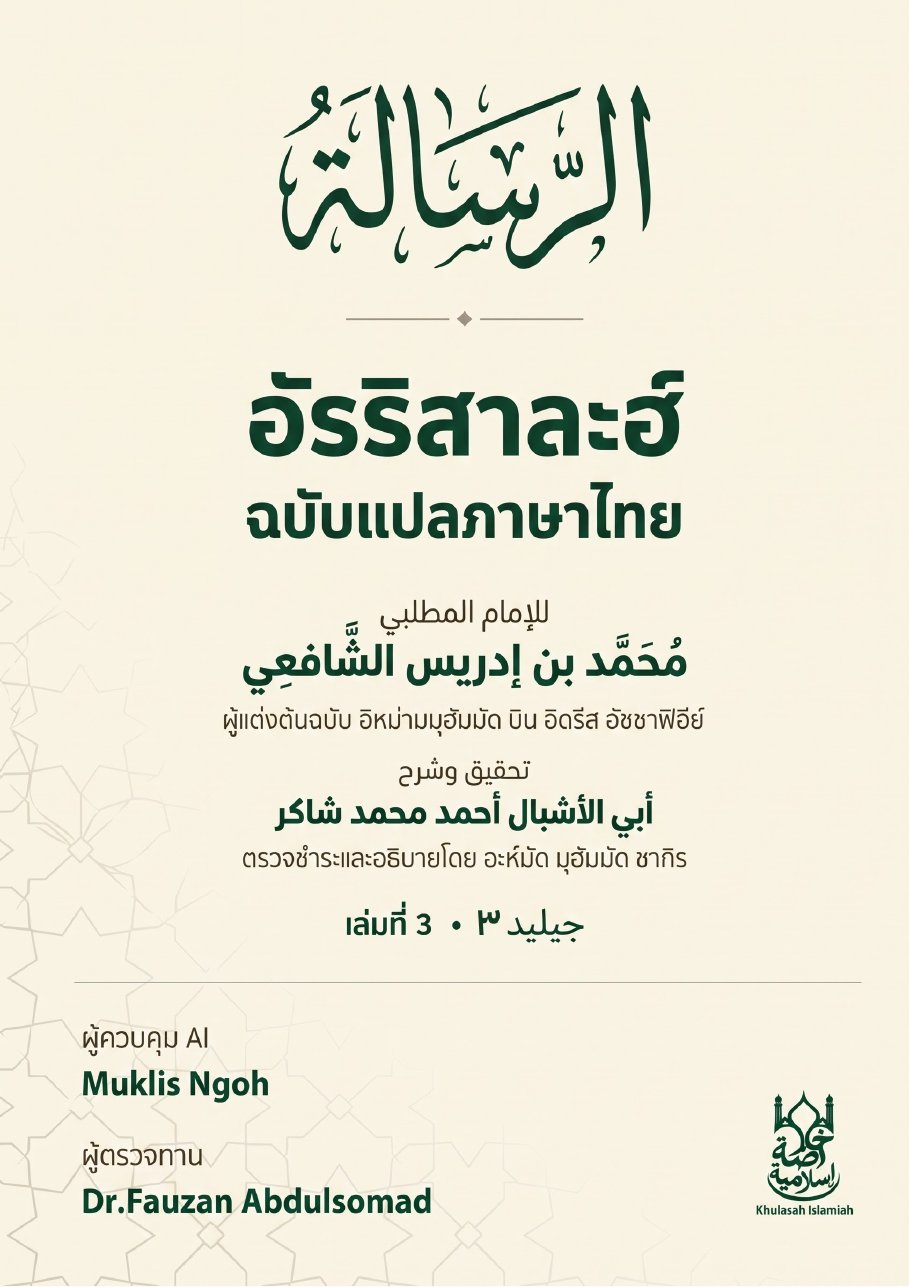 الرِّسَالَةُ
อัรริสาละฮ์
ฉบับแปลภาษาไทย
للإمام المطلبي
مُحَمَّد بن إدريس الشَّافعِي
ผู้แต่งต้นฉบับ อิหม่ามมุฮัมมัด บิน อิดรีส อัชชาฟิอีย์
تحقيق وشرح
أبي الأشبال أحمد محمد شاكر
ตรวจชำระและอธิบายโดย อะห์มัด มุฮัมมัด ชากิร
เล่มที่ 3 • جيليد ٣
ผู้ควบคุม AI
Muklis Ngoh
ผู้ตรวจทาน
Dr.Fauzan Abdulsomad
خلاصة
إسلامية
Khulasah Islamiah